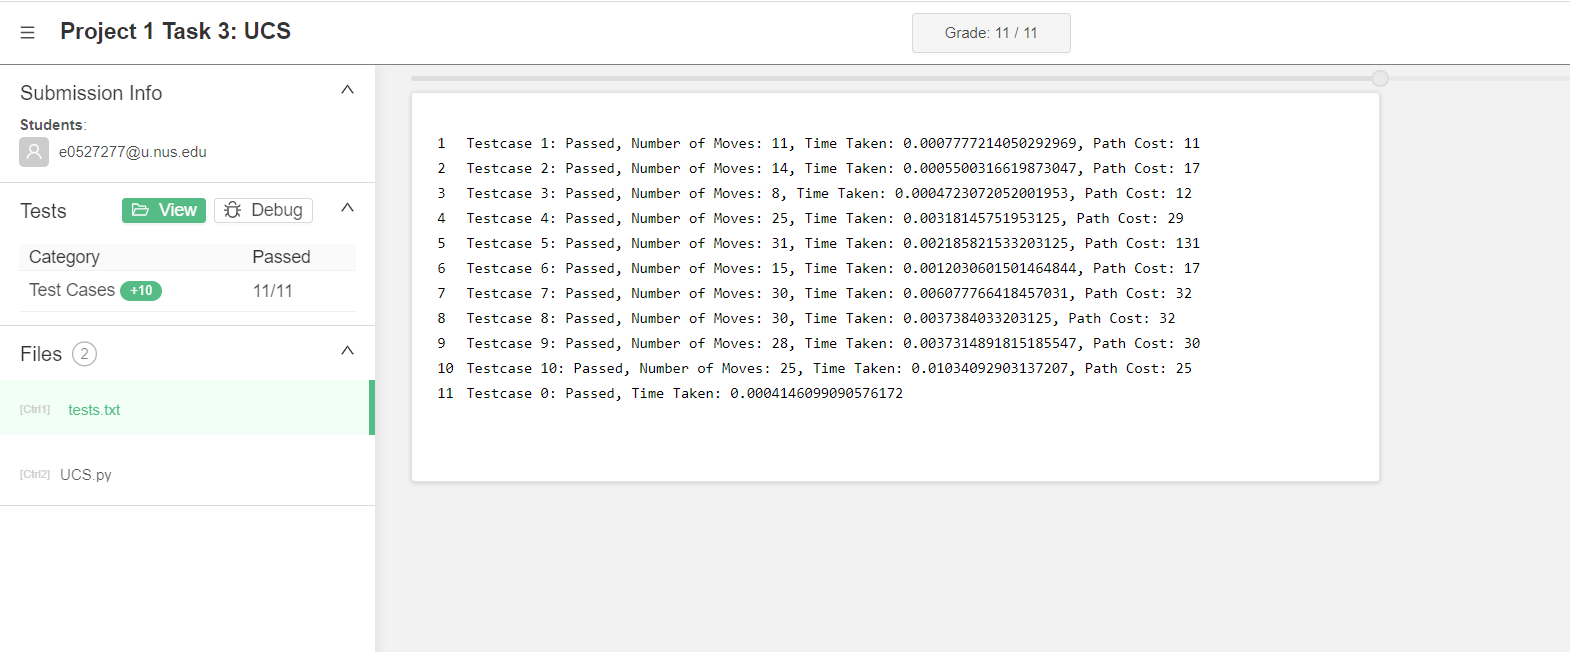 Project 1 Task 3: UCS
Grade: 11 / 11
Submission Info
Students:
e0527277@u.nus.edu
Tests View Debug
Category Passed
Test Cases +10 11/11
Files 2
[Ctrl1] tests.txt
[Ctrl2] UCS.py
1 Testcase 1: Passed, Number of Moves: 11, Time Taken: 0.0007777214050292969, Path Cost: 11
2 Testcase 2: Passed, Number of Moves: 14, Time Taken: 0.0005500316619873047, Path Cost: 17
3 Testcase 3: Passed, Number of Moves: 8, Time Taken: 0.0004723072052001953, Path Cost: 12
4 Testcase 4: Passed, Number of Moves: 25, Time Taken: 0.00318145751953125, Path Cost: 29
5 Testcase 5: Passed, Number of Moves: 31, Time Taken: 0.002185821533203125, Path Cost: 131
6 Testcase 6: Passed, Number of Moves: 15, Time Taken: 0.0012030601501464844, Path Cost: 17
7 Testcase 7: Passed, Number of Moves: 30, Time Taken: 0.006077766418457031, Path Cost: 32
8 Testcase 8: Passed, Number of Moves: 30, Time Taken: 0.0037384033203125, Path Cost: 32
9 Testcase 9: Passed, Number of Moves: 28, Time Taken: 0.0037314891815185547, Path Cost: 30
10 Testcase 10: Passed, Number of Moves: 25, Time Taken: 0.01034092903137207, Path Cost: 25
11 Testcase 0: Passed, Time Taken: 0.0004146099090576172